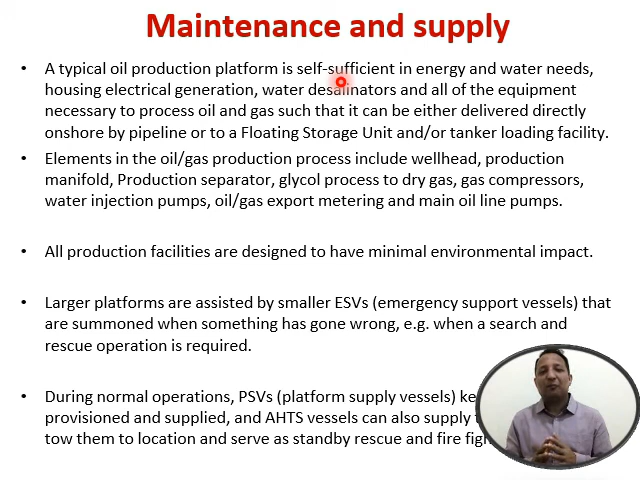 Maintenance and supply
• A typical oil production platform is self-sufficient in energy and water needs,
housing electrical generation, water desalinators and all of the equipment
necessary to process oil and gas such that it can be either delivered directly
onshore by pipeline or to a Floating Storage Unit and/or tanker loading facility.
• Elements in the oil/gas production process include wellhead, production
manifold, Production separator, glycol process to dry gas, gas compressors,
water injection pumps, oil/gas export metering and main oil line pumps.
• All production facilities are designed to have minimal environmental impact.
• Larger platforms are assisted by smaller ESVs (emergency support vessels) that
are summoned when something has gone wrong, e.g. when a search and
rescue operation is required.
• During normal operations, PSVs (platform supply vessels)
provisioned and supplied, and AHTS vessels can also supply
tow them to location and serve as standby rescue and fire